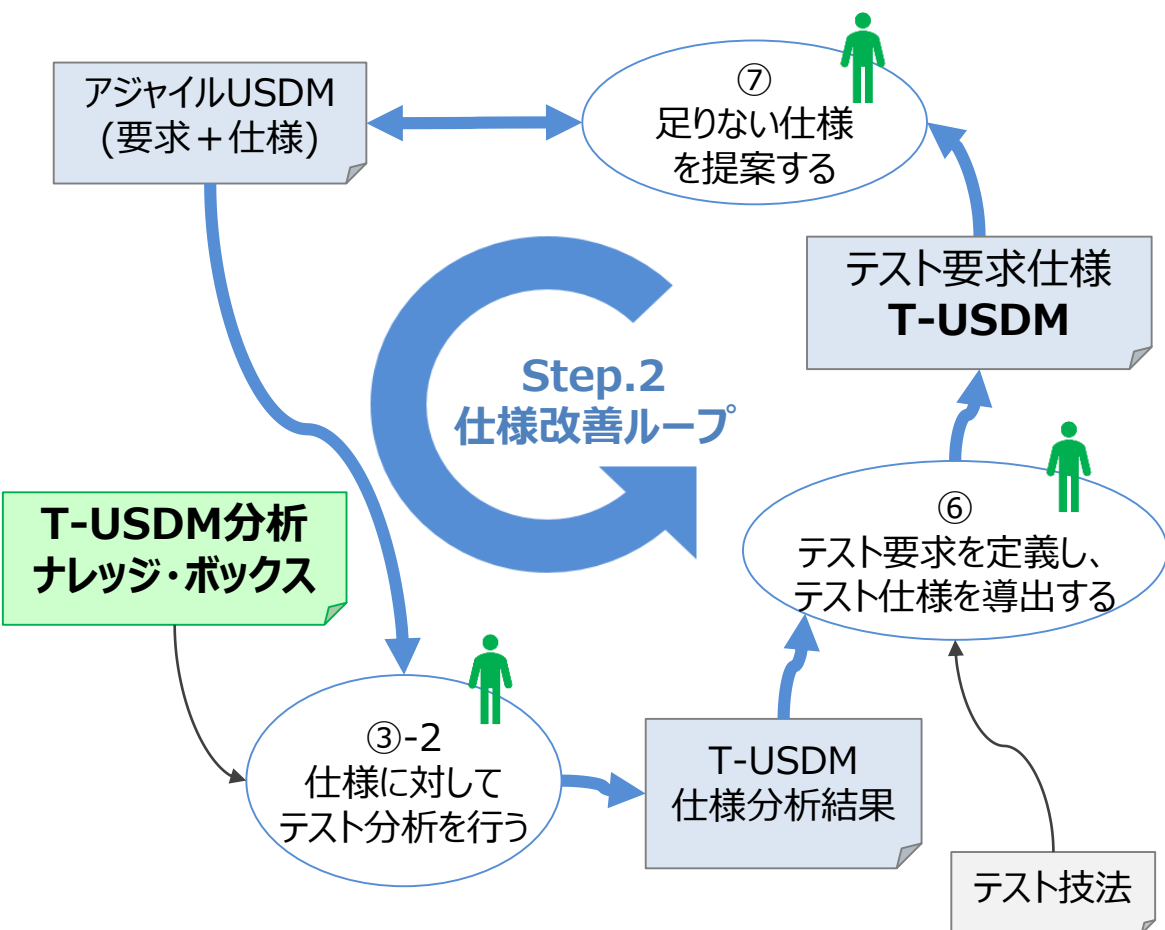 アジャイルUSDM
(要求＋仕様)
⑦
足りない仕様
を提案する
テスト要求仕様
T-USDM
Step.2
仕様改善ループ
T-USDM分析
ナレッジ・ボックス
⑥
テスト要求を定義し、
テスト仕様を導出する
③-2
仕様に対して
テスト分析を行う
T-USDM
仕様分析結果
テスト技法